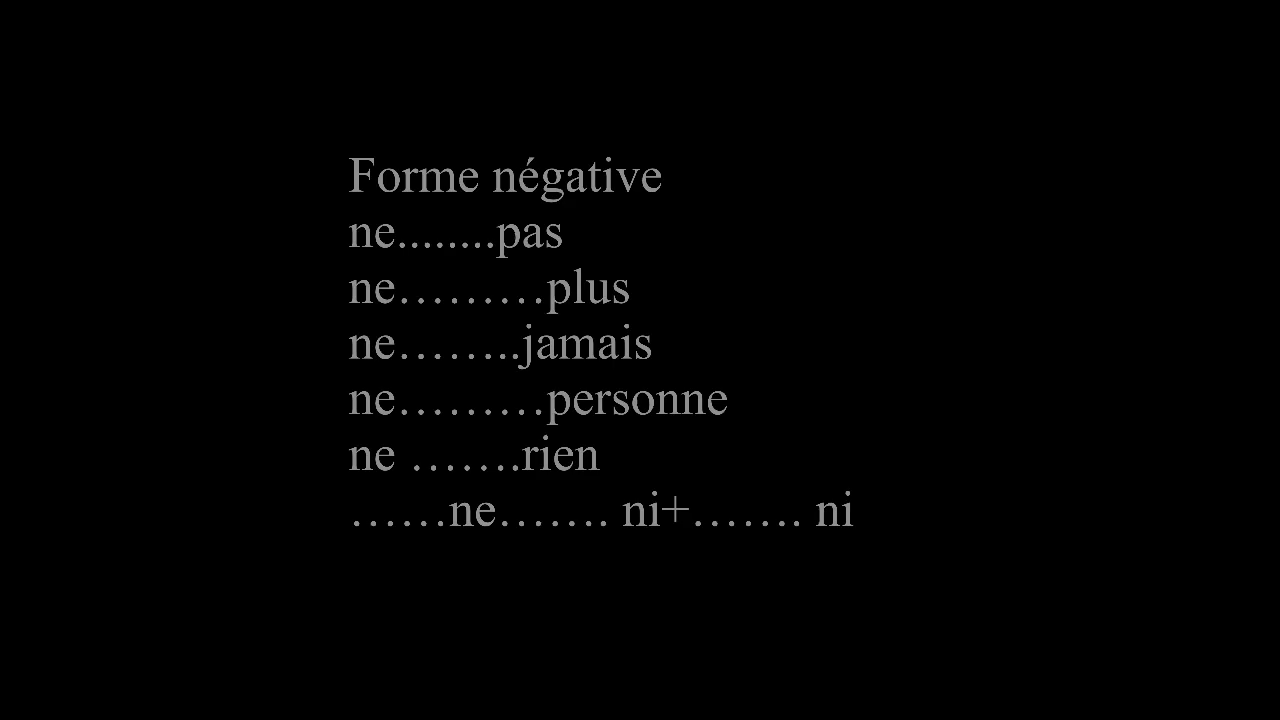 Forme négative
ne........pas
ne………plus
ne……..jamais
ne………personne
ne …….rien
……ne……. ni+……. ni